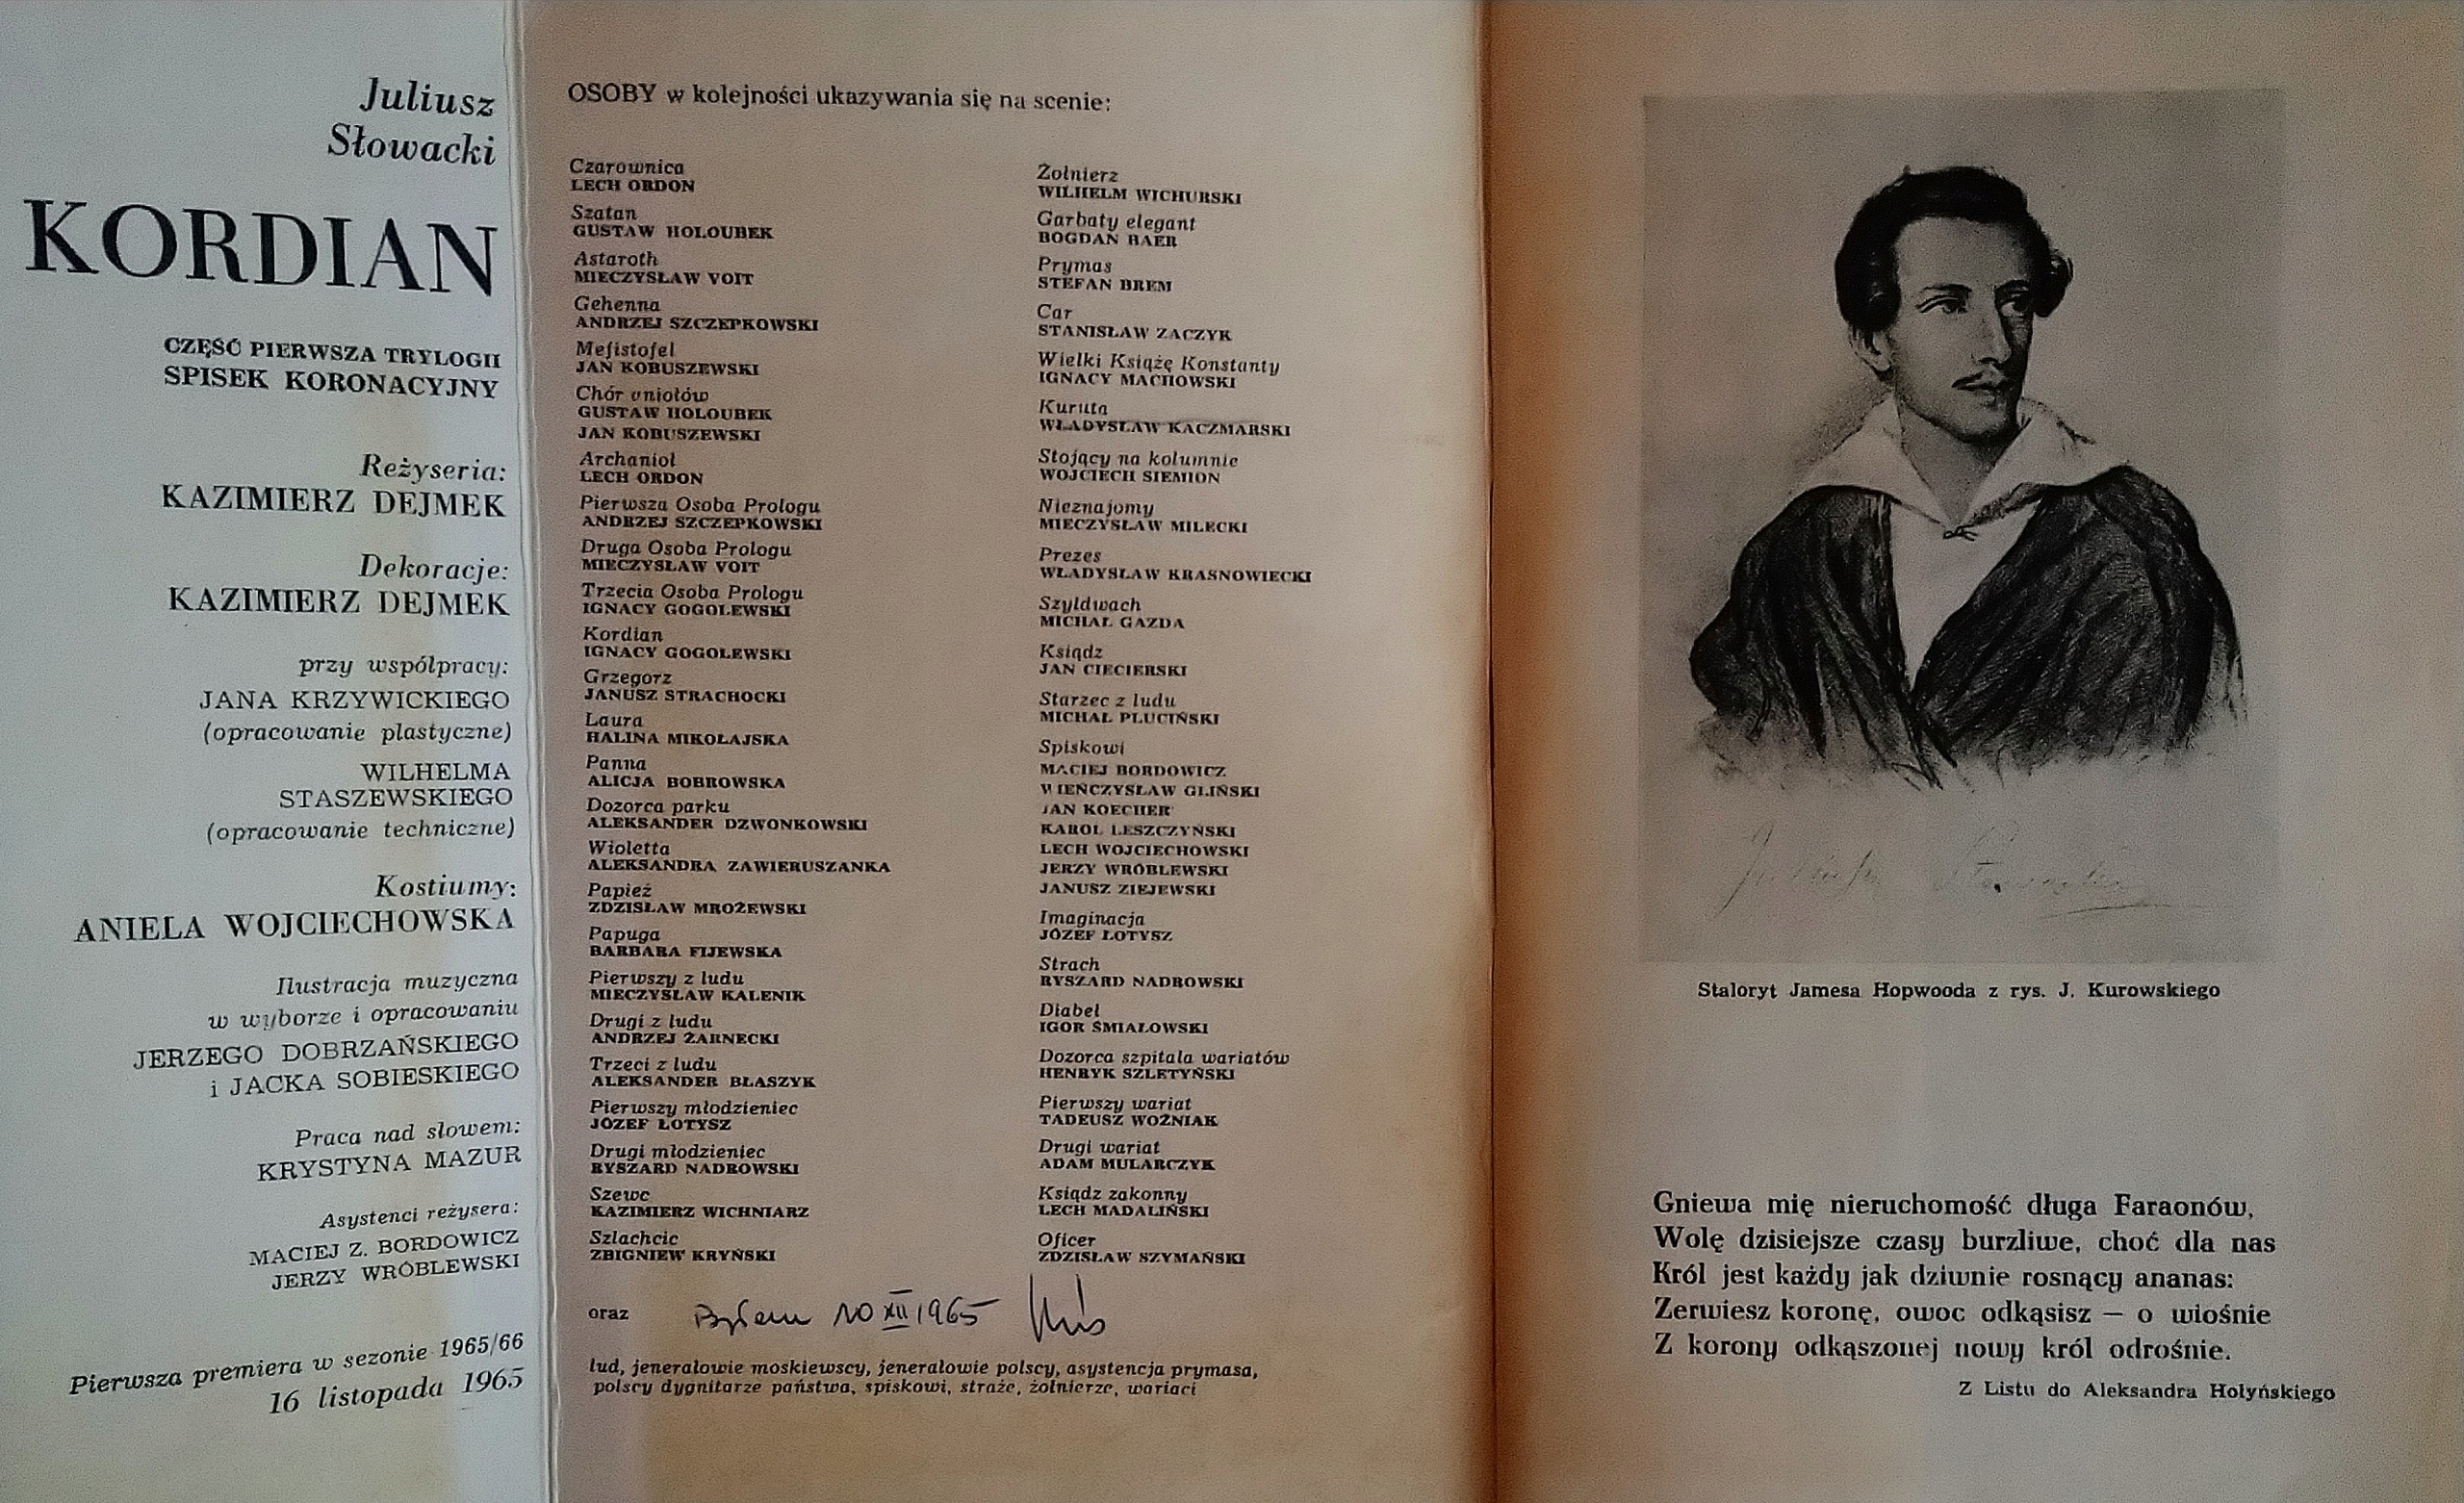 Juliusz
Słowacki
KORDIAN
CZĘŚĆ PIERWSZA TRYLOGII
SPISEK KORONACYJNY
Reżyseria:
KAZIMIERZ DEJMEK
Dekoracje:
KAZIMIERZ DEJMEK
przy współpracy:
JANA KRZYWICKIEGO
(opracowanie plastyczne)
WILHELMA
STASZEWSKIEGO
(opracowanie techniczne)
Kostiumy:
ANIELA WOJCIECHOWSKA
Ilustracja muzyczna
w wyborze i opracowaniu
JERZEGO DOBRZAŃSKIEGO
i JACKA SOBIESKIEGO
Praca nad słowem:
KRYSTYNA MAZUR
Asystenci reżysera:
MACIEJ Z. BORDOWICZ
JERZY WRÓBLEWSKI
Pierwsza premiera w sezonie 1965/66
16 listopada 1965
OSOBY w kolejności ukazywania się na scenie:
Czarownica
LECH ORDON
Szatan
GUSTAW HOLOUBEK
Astaroth
MIECZYSŁAW VOIT
Gehenna
ANDRZEJ SZCZEPKOWSKI
Mefistofel
JAN KOBUSZEWSKI
Chór aniołów
GUSTAW HOLOUBEK
JAN KOBUSZEWSKI
Archanioł
LECH ORDON
Pierwsza Osoba Prologu
ANDRZEJ SZCZEPKOWSKI
Druga Osoba Prologu
MIECZYSŁAW VOIT
Trzecia Osoba Prologu
IGNACY GOGOLEWSKI
Kordian
IGNACY GOGOLEWSKI
Grzegorz
JANUSZ STRACHOCKI
Laura
HALINA MIKOŁAJSKA
Panna
ALICJA BOBROWSKA
Dozorca parku
ALEKSANDER DZWONKOWSKI
Wioletta
ALEKSANDRA ZAWIERUSZANKA
Papież
ZDZISŁAW MROŻEWSKI
Papuga
BARBARA FIJEWSKA
Pierwszy z ludu
MIECZYSŁAW KALENIK
Drugi z ludu
ANDRZEJ ŻARNECKI
Trzeci z ludu
ALEKSANDER BŁASZYK
Pierwszy młodzieniec
JÓZEF ŁOTYSZ
Drugi młodzieniec
RYSZARD NADROWSKI
Szewc
KAZIMIERZ WICHNIARZ
Szlachcic
ZBIGNIEW KRYŃSKI
Żołnierz
WILHELM WICHURSKI
Garbaty elegant
BOGDAN BAER
Prymas
STEFAN BREM
Car
STANISŁAW ZACZYK
Wielki Książę Konstanty
IGNACY MACHOWSKI
Kuruta
WŁADYSŁAW KACZMARSKI
Stojący na kolumnie
WOJCIECH SIEMION
Nieznajomy
MIECZYSŁAW MILECKI
Prezes
WŁADYSŁAW KRASNOWIECKI
Szyldwach
MICHAŁ GAZDA
Ksiądz
JAN CIECIERSKI
Starzec z ludu
MICHAŁ PLUCIŃSKI
Spiskowi
MACIEJ BORDOWICZ
WIEŃCZYSŁAW GLIŃSKI
JAN KOECHER
KAROL LESZCZYŃSKI
LECH WOJCIECHOWSKI
JERZY WRÓBLEWSKI
JANUSZ ZIEJEWSKI
Imaginacja
JÓZEF ŁOTYSZ
Strach
RYSZARD NADROWSKI
Diabeł
IGOR ŚMIAŁOWSKI
Dozorca szpitala wariatów
HENRYK SZLETYŃSKI
Pierwszy wariat
TADEUSZ WOŹNIAK
Drugi wariat
ADAM MULARCZYK
Ksiądz zakonny
LECH MADALIŃSKI
Oficer
ZDZISŁAW SZYMAŃSKI
oraz
Byłem 10 XII 1965
lud, jenerałowie moskiewscy, jenerałowie polscy, asystencja prymasa,
polscy dygnitarze państwa, spiskowi, straże, żołnierze, wariaci
Juliusz Słowacki
Staloryt Jamesa Hopwooda z rys. J. Kurowskiego
Gniewa mię nieruchomość długa Faraonów,
Wolę dzisiejsze czasy burzliwe, choć dla nas
Król jest każdy jak dziwnie rosnący ananas:
Zerwiesz koronę, owoc odkąsisz — o wiośnie
Z korony odkąszonej nowy król odrośnie.
Z Listu do Aleksandra Hołyńskiego